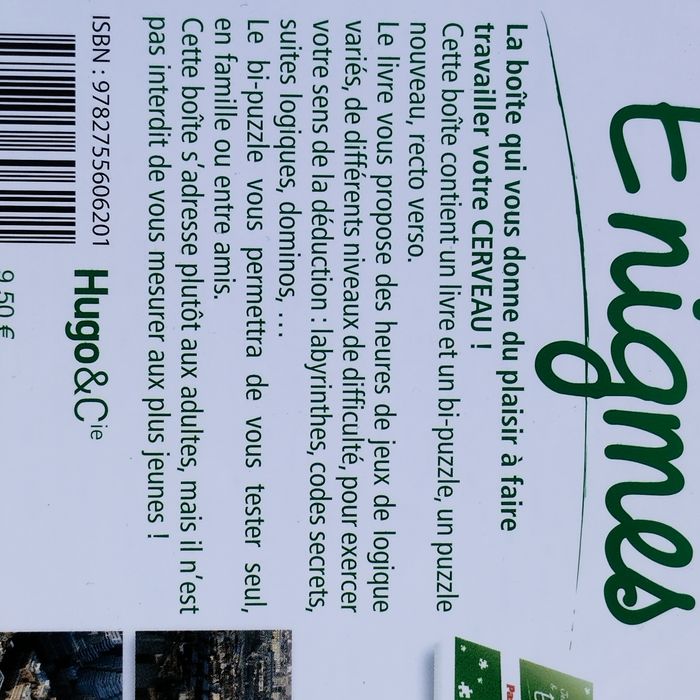 Enigmes
La boîte qui vous donne du plaisir à faire
travailler votre CERVEAU !
Cette boîte contient un livre et un bi-puzzle, un puzzle
nouveau, recto verso.
Le livre vous propose des heures de jeux de logique
variés, de différents niveaux de difficulté, pour exercer
votre sens de la déduction : labyrinthes, codes secrets,
suites logiques, dominos, ...
Le bi-puzzle vous permettra de vous tester seul,
en famille ou entre amis.
Cette boîte s'adresse plutôt aux adultes, mais il n'est
pas interdit de vous mesurer aux plus jeunes !
ISBN : 9782755606201
Hugo&Cie
9,50 €